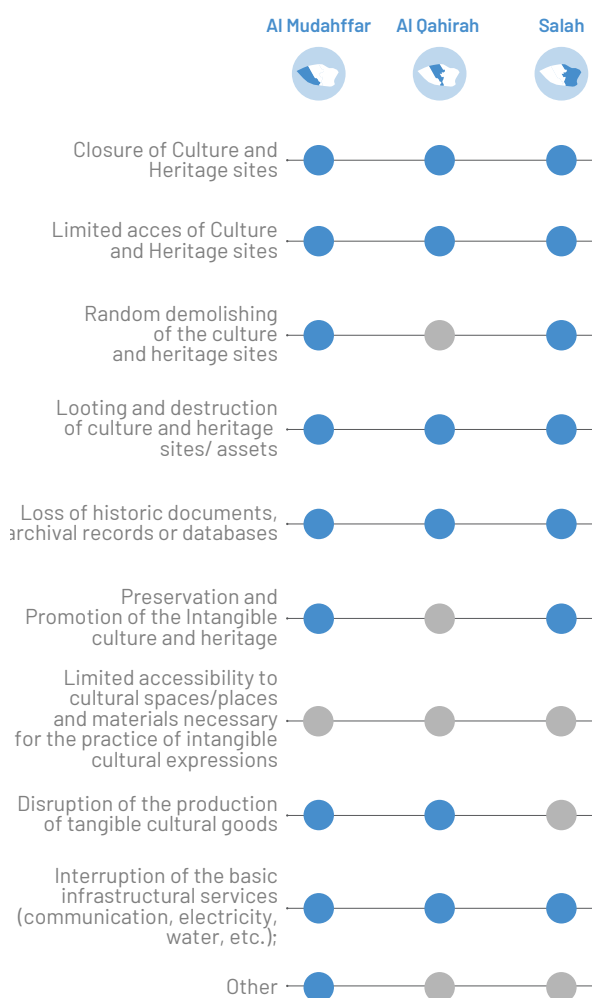 Al Mudahffar Al Qahirah Salah
Closure of Culture and
Heritage sites
Limited acces of Culture
and Heritage sites
Random demolishing
of the culture
and heritage sites
Looting and destruction
of culture and heritage
sites/ assets
Loss of historic documents,
archival records or databases
Preservation and
Promotion of the Intangible
culture and heritage
Limited accessibility to
cultural spaces/places
and materials necessary
for the practice of intangible
cultural expressions
Disruption of the production
of tangible cultural goods
Interruption of the basic
infrastructural services
(communication, electricity,
water, etc.);
Other